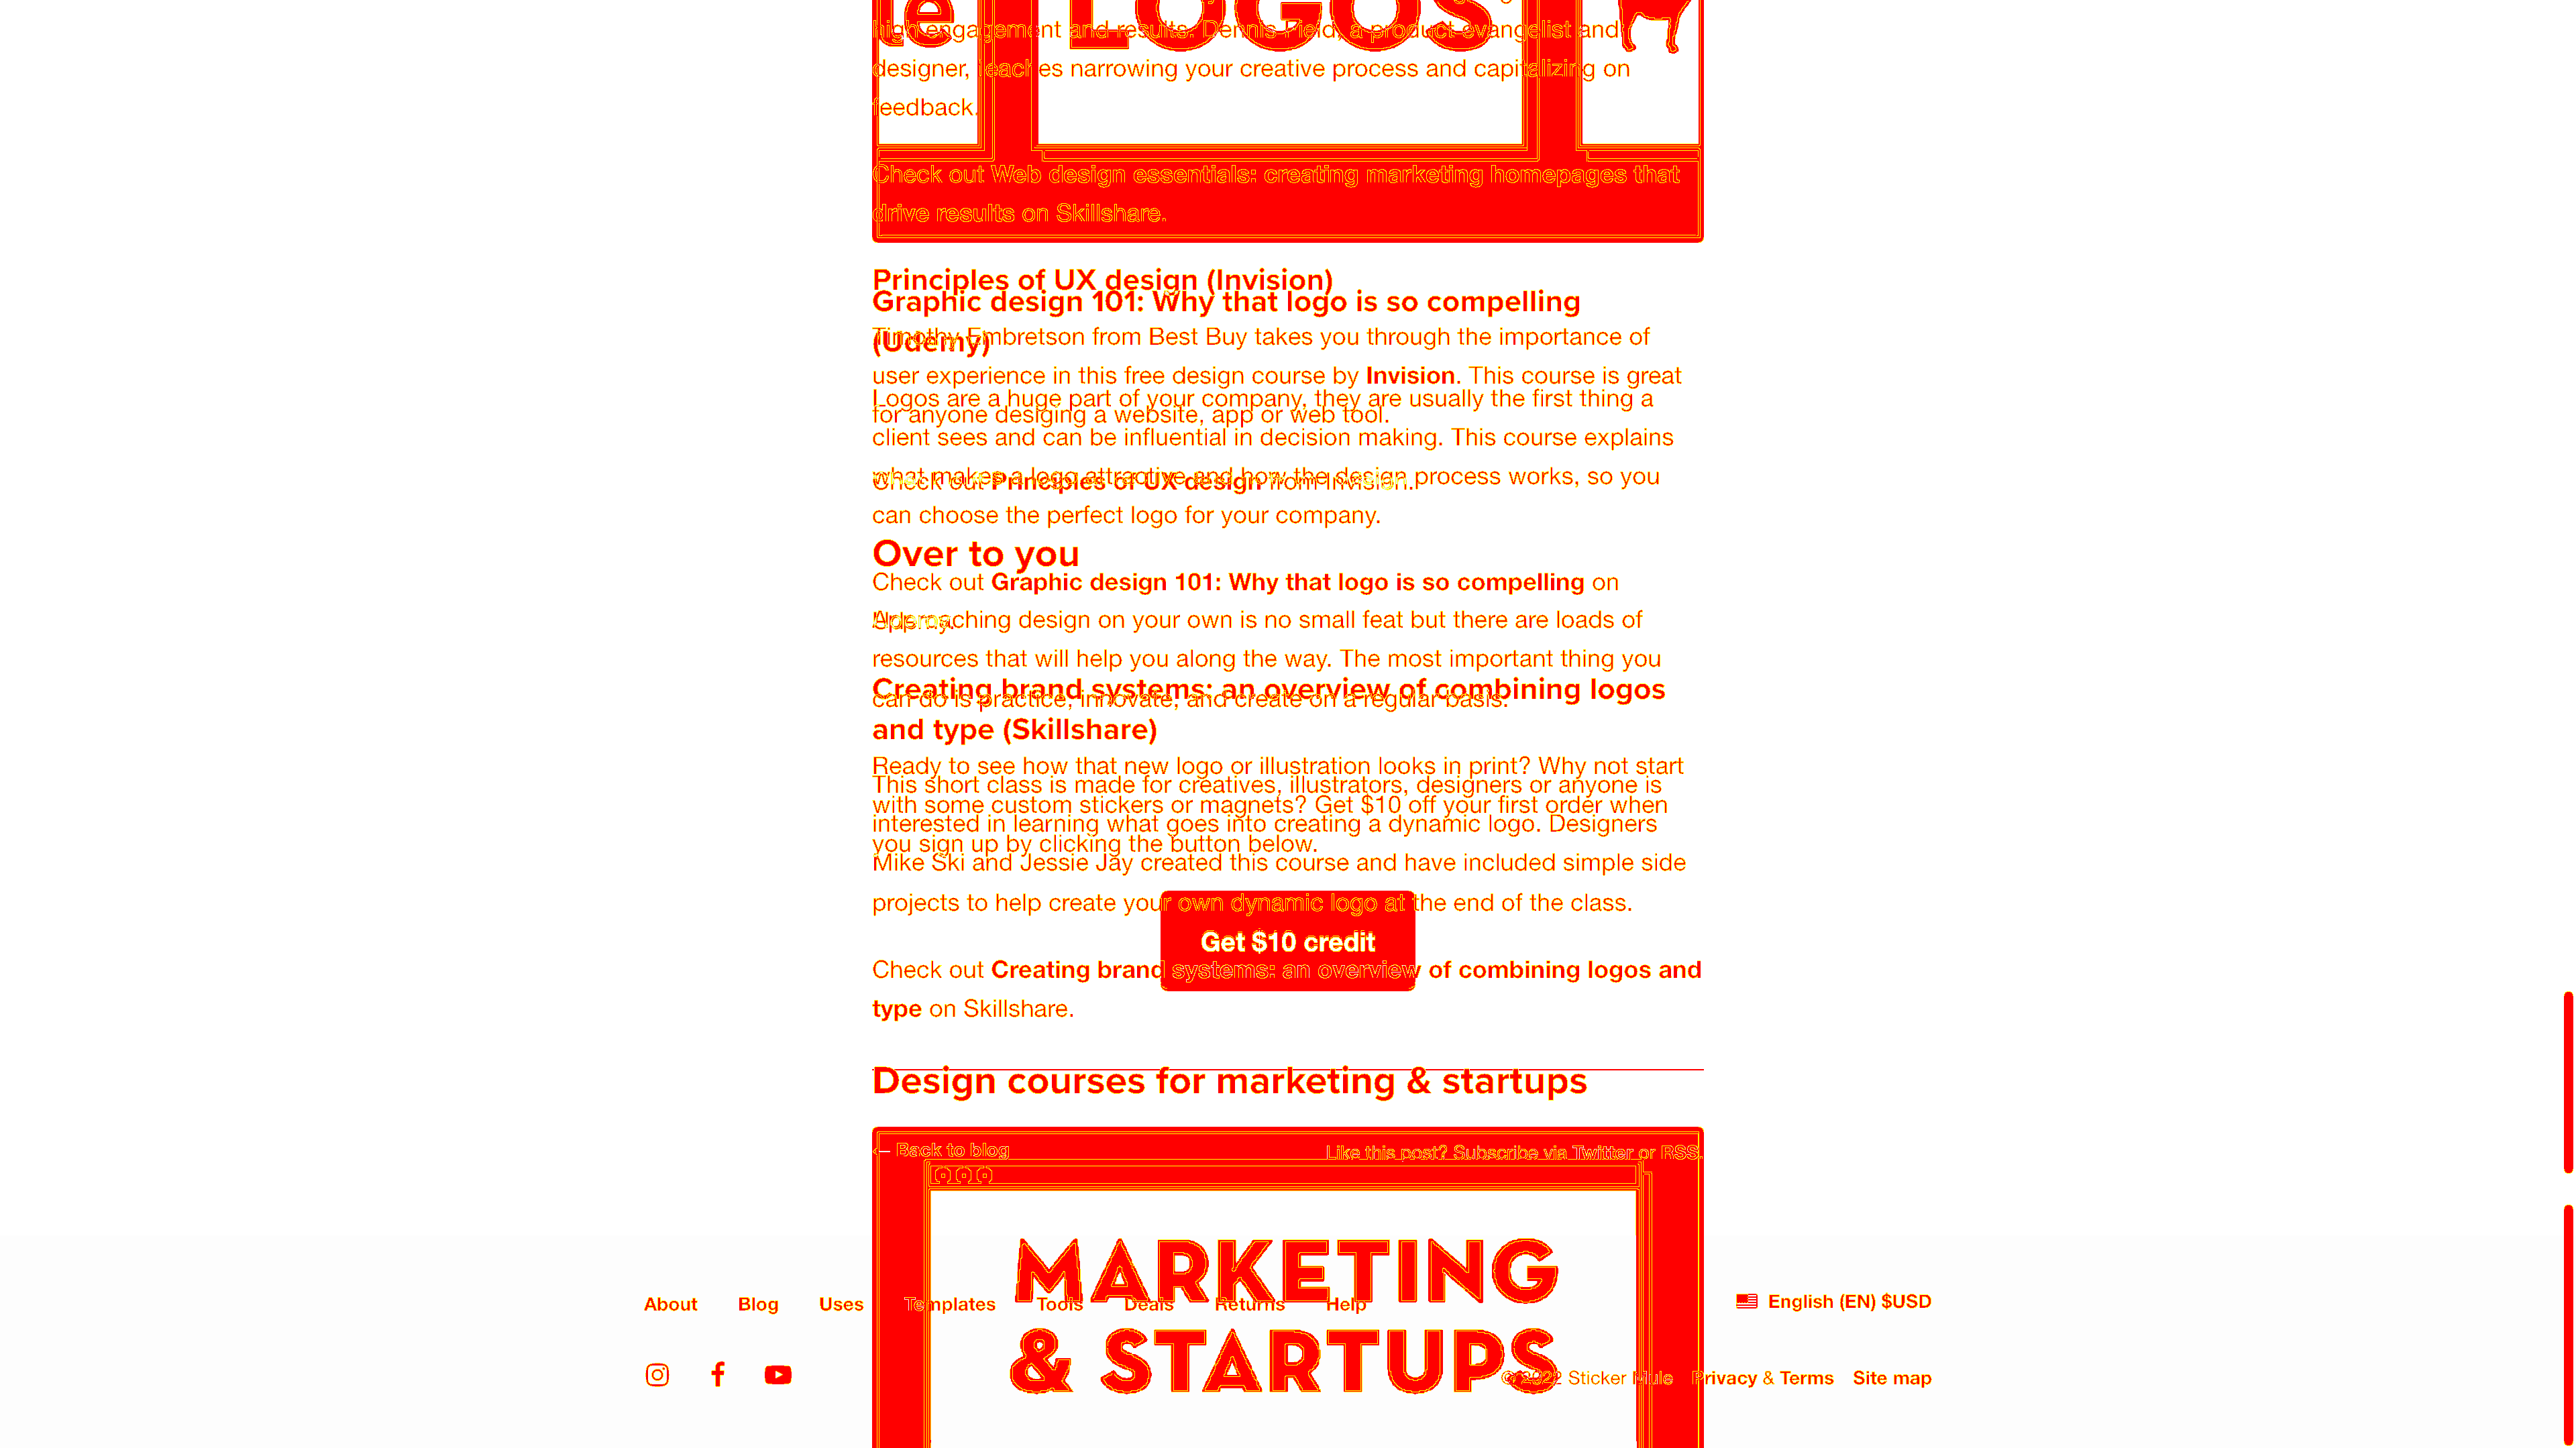 le LOGOS
high engagement and results. Dennis Field, a product evangelist and
designer, teaches narrowing your creative process and capitalizing on
feedback.
Check out Web design essentials: creating marketing homepages that
drive results on Skillshare.
Principles of UX design (Invision)
Graphic design 101: Why that logo is so compelling
Timothy Embretson from Best Buy takes you through the importance of
(Udemy)
user experience in this free design course by Invision. This course is great
Logos are a huge part of your company, they are usually the first thing a
for anyone desiging a website, app or web tool.
client sees and can be influential in decision making. This course explains
what makes a logo attractive and how the design process works, so you
Check out Principles of UX design from Invision.
can choose the perfect logo for your company.
Over to you
Check out Graphic design 101: Why that logo is so compelling on
Udemy.
Approaching design on your own is no small feat but there are loads of
resources that will help you along the way. The most important thing you
Creating brand systems: an overview of combining logos
can do is practice, innovate, and create on a regular basis.
and type (Skillshare)
Ready to see how that new logo or illustration looks in print? Why not start
This short class is made for creatives, illustrators, designers or anyone is
with some custom stickers or magnets? Get $10 off your first order when
interested in learning what goes into creating a dynamic logo. Designers
you sign up by clicking the button below.
Mike Ski and Jessie Jay created this course and have included simple side
projects to help create your own dynamic logo at the end of the class.
Get $10 credit
Check out Creating brand systems: an overview of combining logos and
type on Skillshare.
Design courses for marketing & startups
← Back to blog Like this post? Subscribe via Twitter or RSS.
MARKETING
& STARTUPS
About Blog Uses Templates Tools Deals Returns Help English (EN) $USD
© 2022 Sticker Mule Privacy & Terms Site map